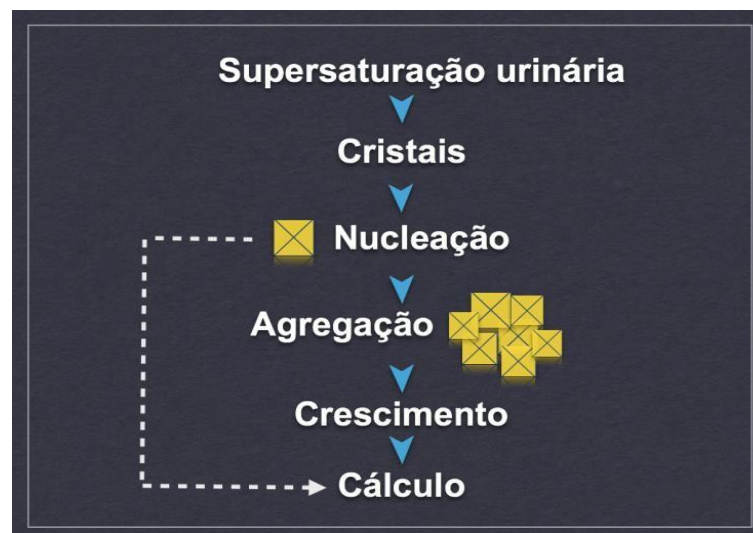 Supersaturação urinária
Cristais
Nucleação
Agregação
Crescimento
Cálculo